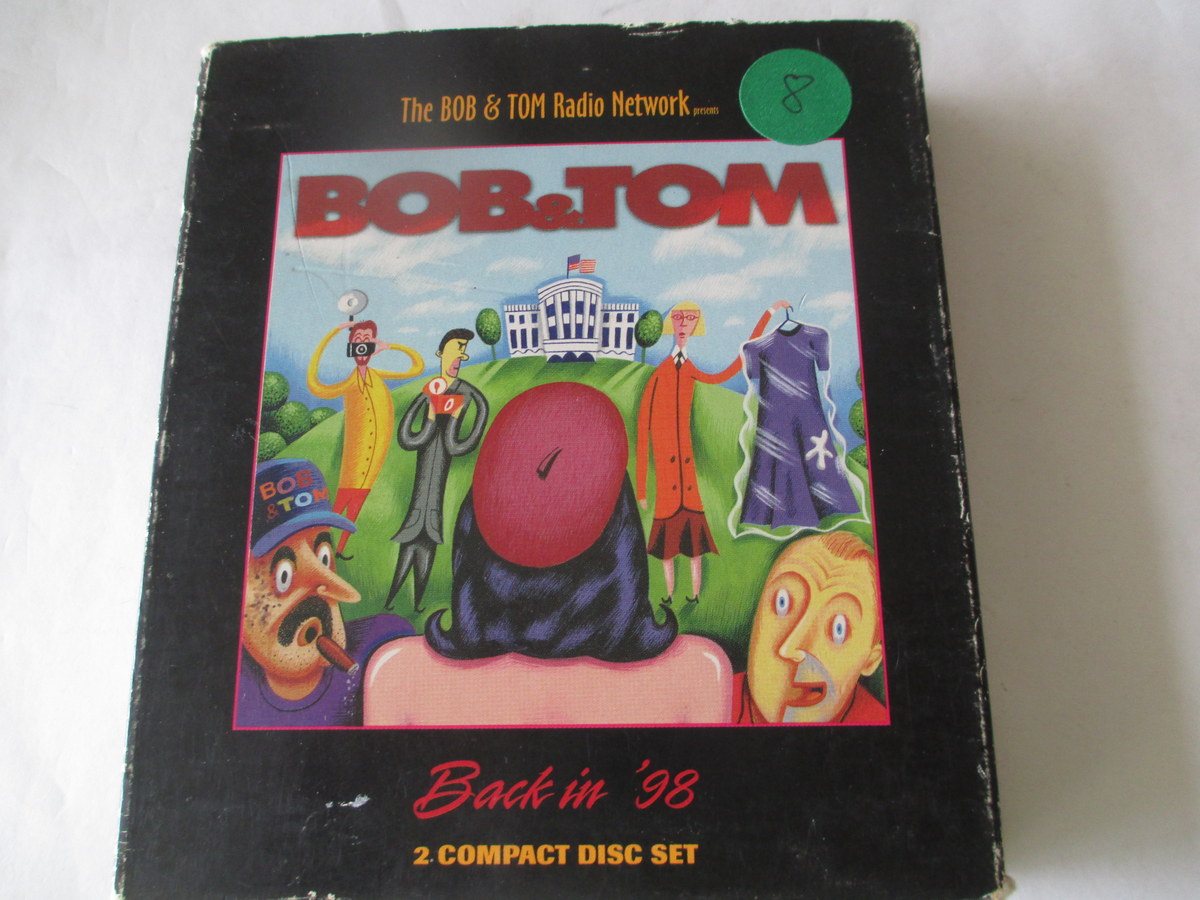 The BOB & TOM Radio Network presents
8
BOB&TOM
BOB
& TOM
Back in '98
2 COMPACT DISC SET